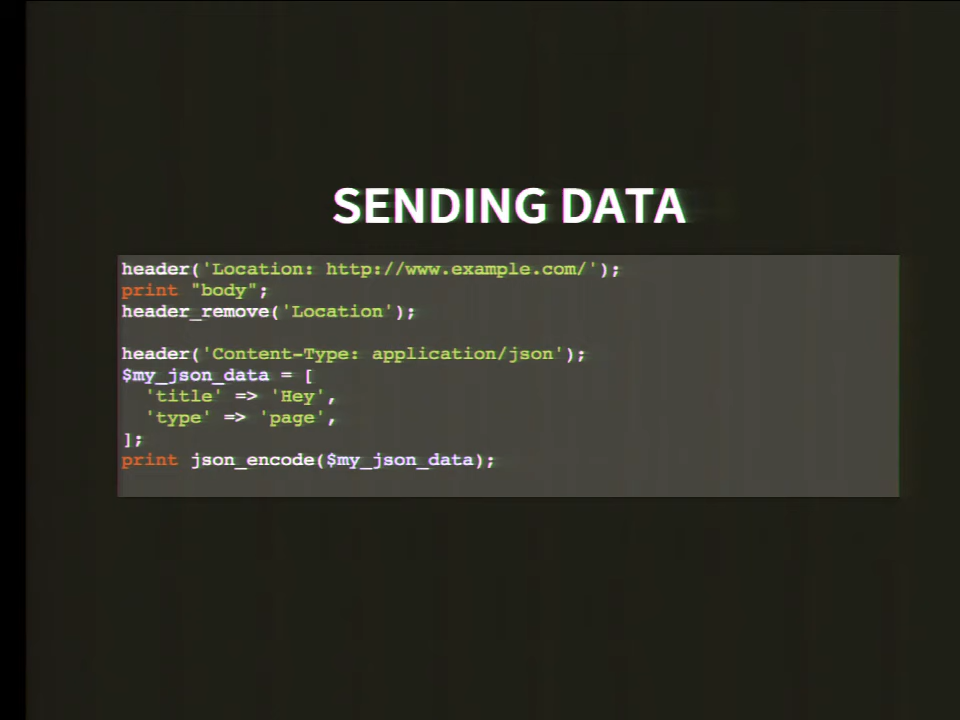 SENDING DATA
header('Location: http://www.example.com/');
print "body";
header_remove('Location');
header('Content-Type: application/json');
$my_json_data = [
  'title' => 'Hey',
  'type' => 'page',
];
print json_encode($my_json_data);